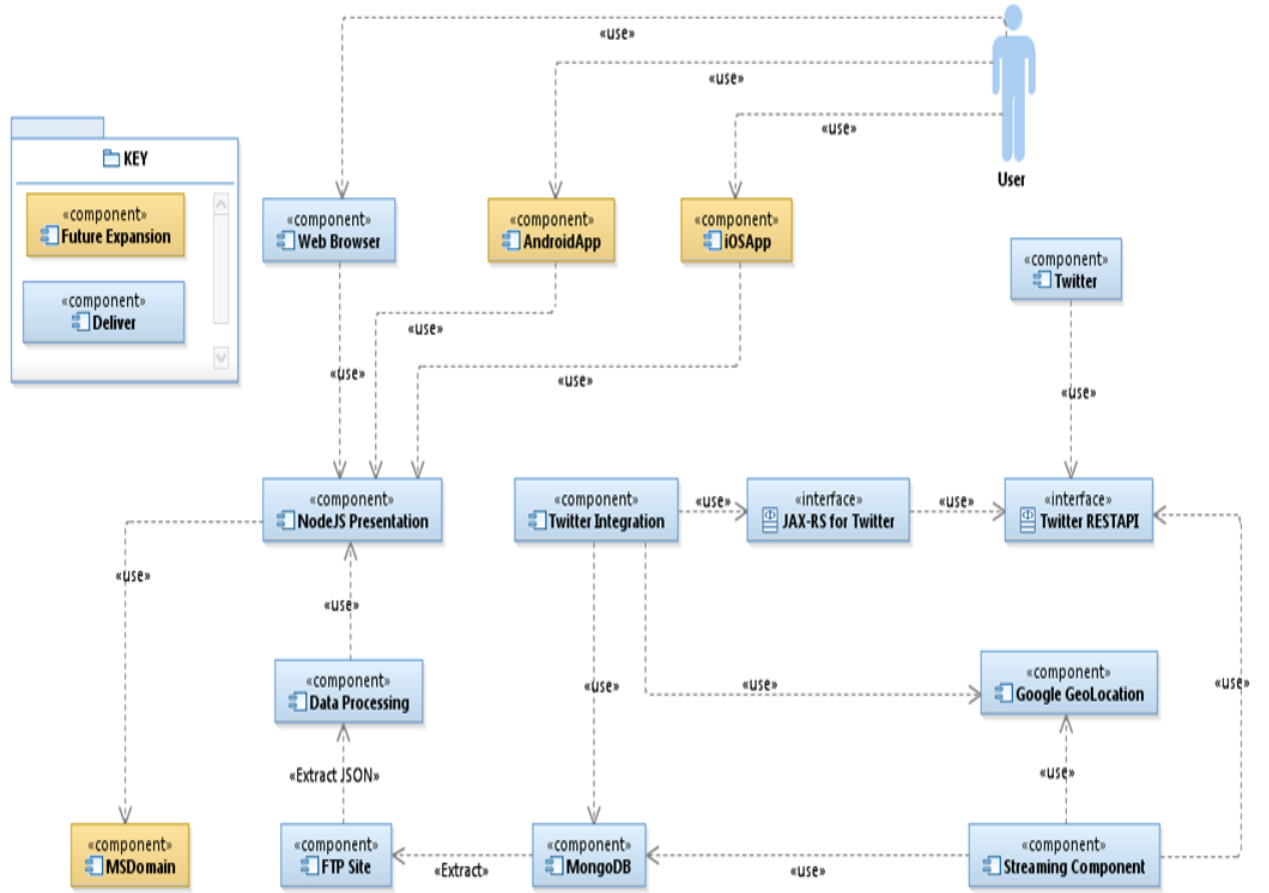 «use»
«use»
«use»
User
KEY
«component»
Future Expansion
«component»
Deliver
«component»
Web Browser
«component»
AndroidApp
«component»
iOSApp
«component»
Twitter
«use»
«use»
«use»
«use»
«component»
NodeJS Presentation
«component»
Twitter Integration
«use»
«interface»
JAX-RS for Twitter
«use»
«interface»
Twitter RESTAPI
«use»
«use»
«component»
Data Processing
«use»
«use»
«component»
Google GeoLocation
«use»
«Extract JSON»
«use»
«component»
MSDomain
«component»
FTP Site
«Extract»
«component»
MongoDB
«use»
«component»
Streaming Component